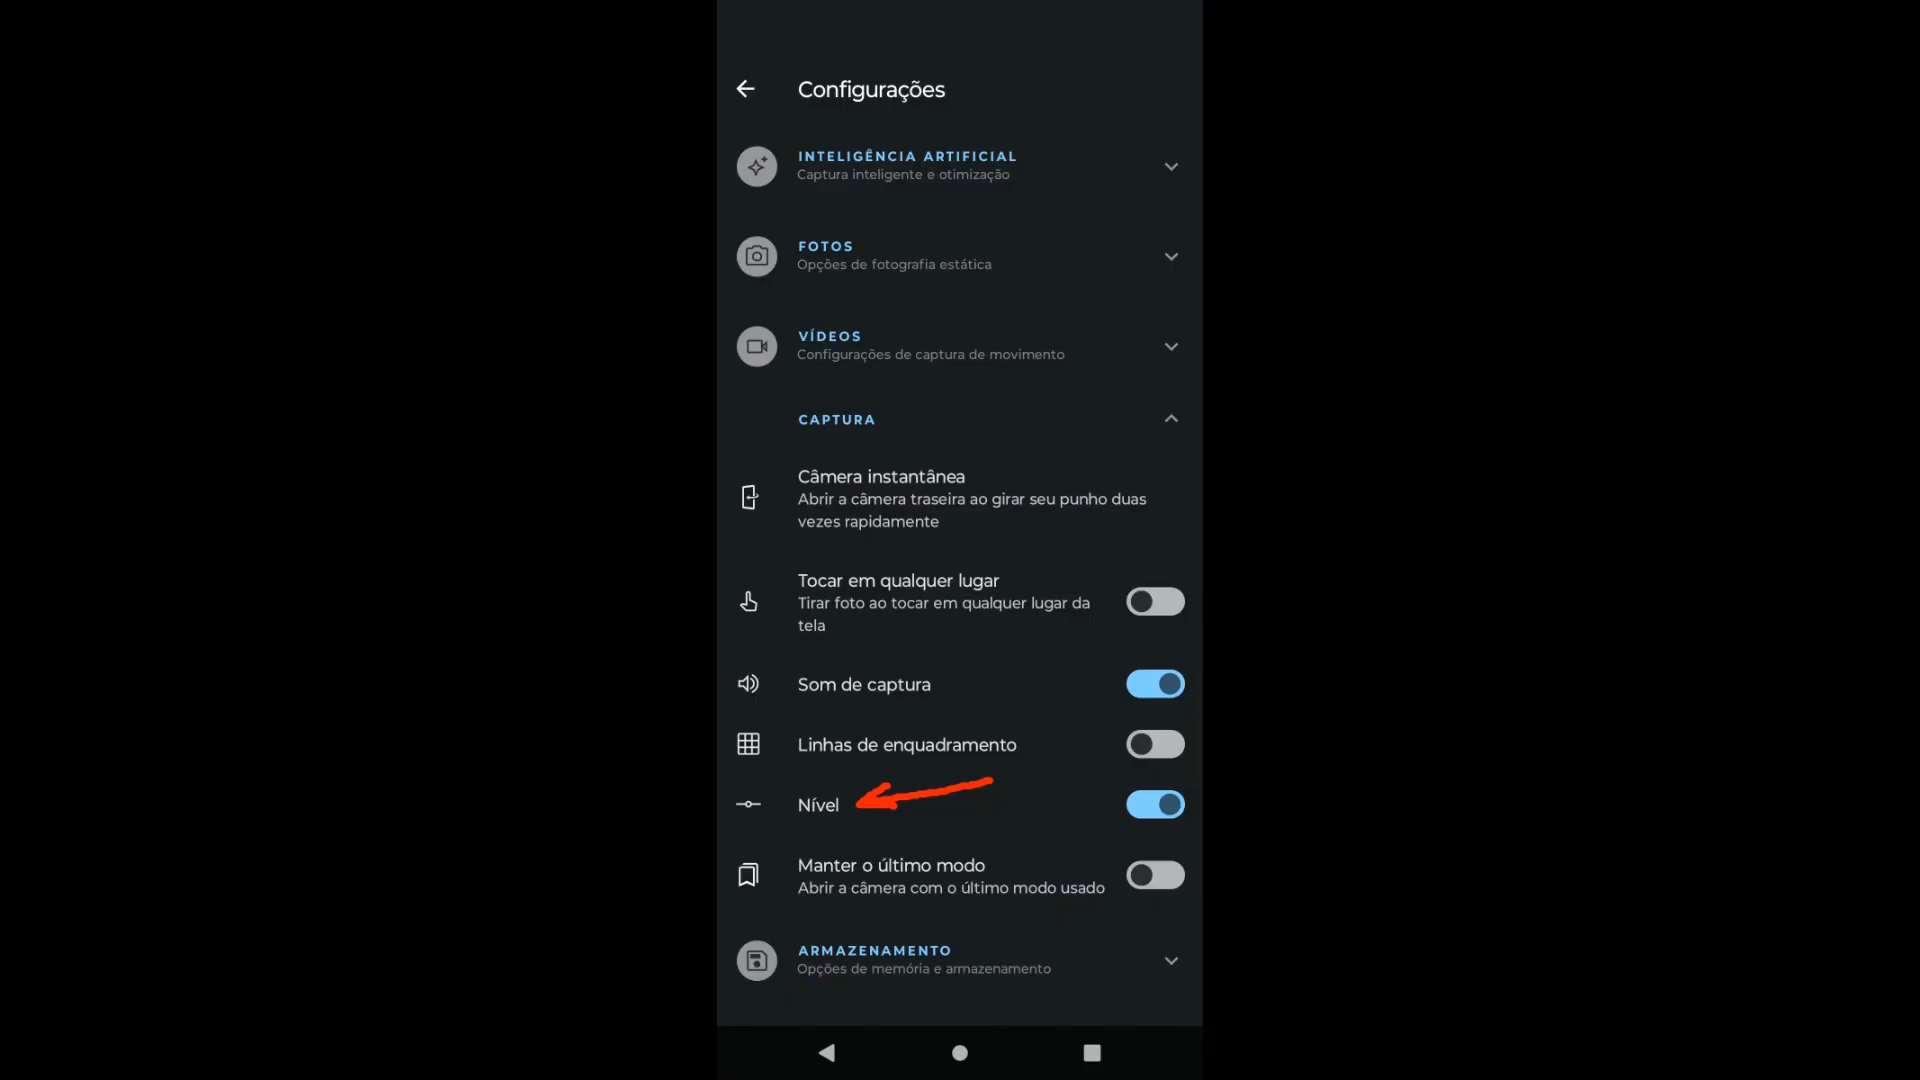 Configurações
INTELIGÊNCIA ARTIFICIAL
Captura inteligente e otimização
FOTOS
Opções de fotografia estática
VÍDEOS
Configurações de captura de movimento
CAPTURA
Câmera instantânea
Abrir a câmera traseira ao girar seu punho duas
vezes rapidamente
Tocar em qualquer lugar
Tirar foto ao tocar em qualquer lugar da
tela
Som de captura
Linhas de enquadramento
Nível
Manter o último modo
Abrir a câmera com o último modo usado
ARMAZENAMENTO
Opções de memória e armazenamento